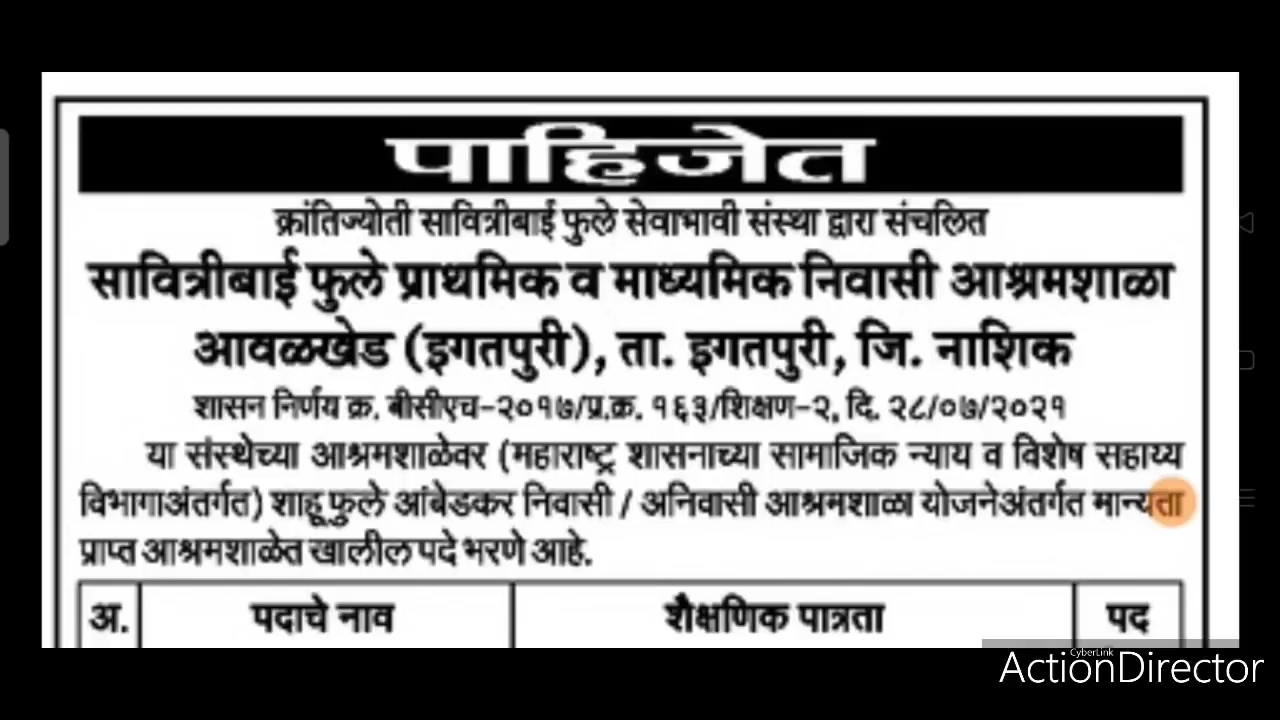 पाहिजेत
क्रांतिज्योती सावित्रीबाई फुले सेवाभावी संस्था द्वारा संचलित
सावित्रीबाई फुले प्राथमिक व माध्यमिक निवासी आश्रमशाळा
आवळखेड (इगतपुरी), ता. इगतपुरी, जि. नाशिक
शासन निर्णय क्र. बीसीएच-२०१७/प्र.क्र. १६३/शिक्षण-२, दि. २८/०७/२०२१
या संस्थेच्या आश्रमशाळेवर (महाराष्ट्र शासनाच्या सामाजिक न्याय व विशेष सहाय्य
विभागाअंतर्गत) शाहू फुले आंबेडकर निवासी / अनिवासी आश्रमशाळा योजनेअंतर्गत मान्यता
प्राप्त आश्रमशाळेत खालील पदे भरणे आहे.
अ. पदाचे नाव शैक्षणिक पात्रता पद
CyberLink
ActionDirector